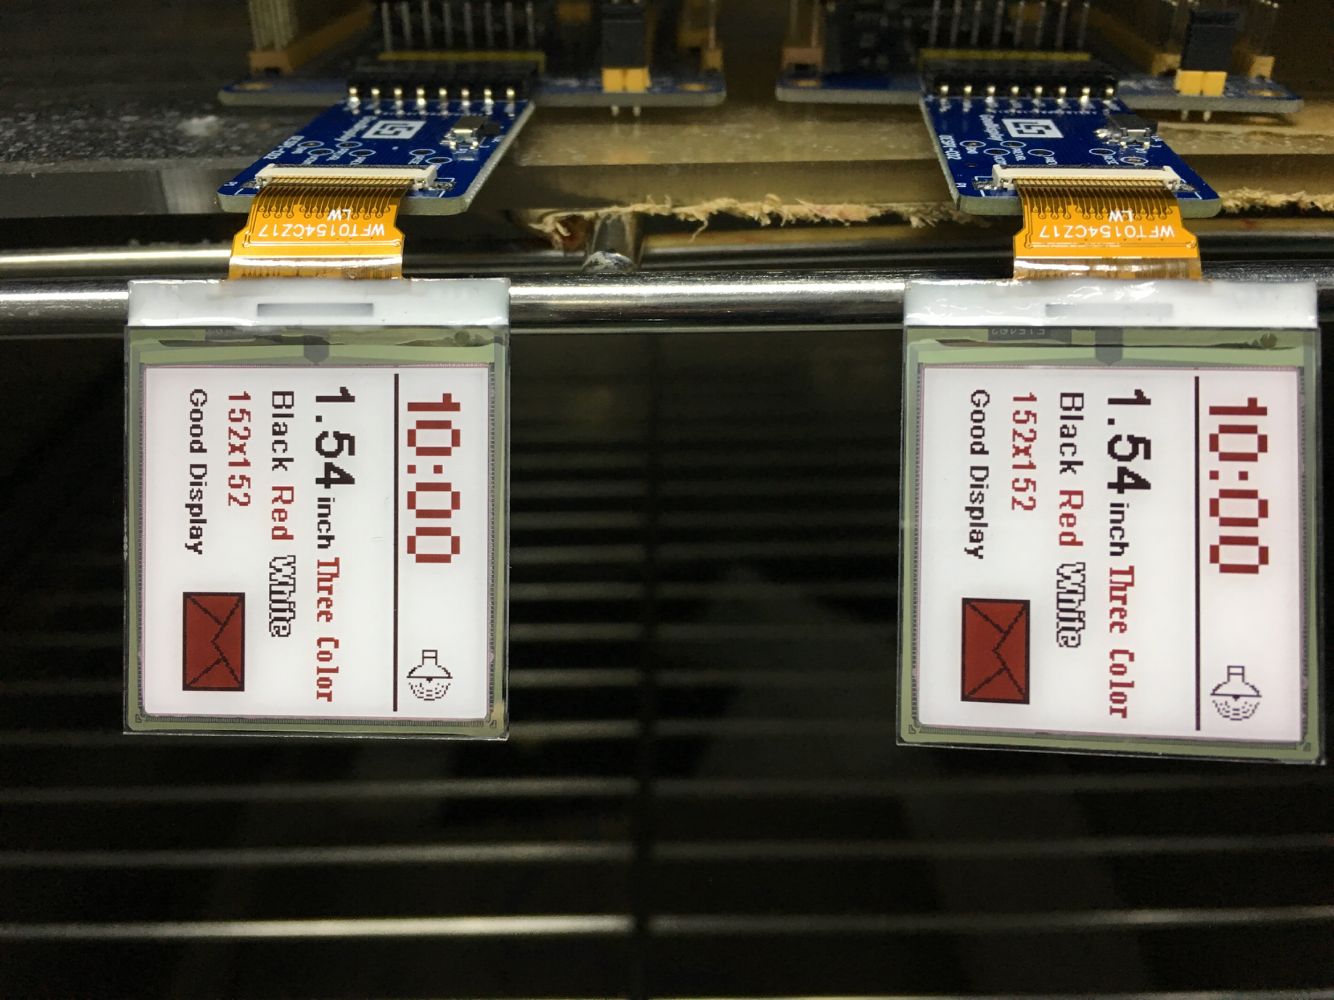 WFT0154CZ17
LW
10:00
1.54 inch Three Color
Black Red White
152x152
Good Display
WFT0154CZ17
LW
10:00
1.54 inch Three Color
Black Red White
152x152
Good Display